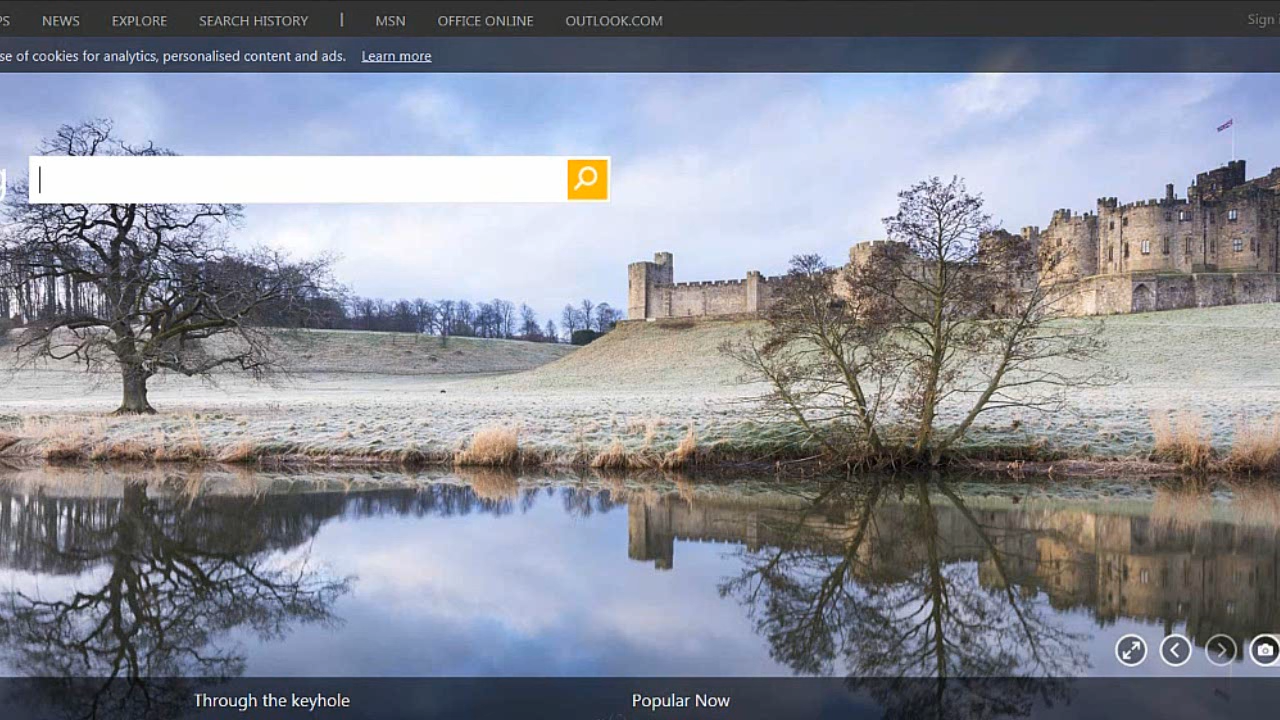 NEWS EXPLORE SEARCH HISTORY | MSN OFFICE ONLINE OUTLOOK.COM Sign
of cookies for analytics, personalised content and ads. Learn more
Through the keyhole Popular Now